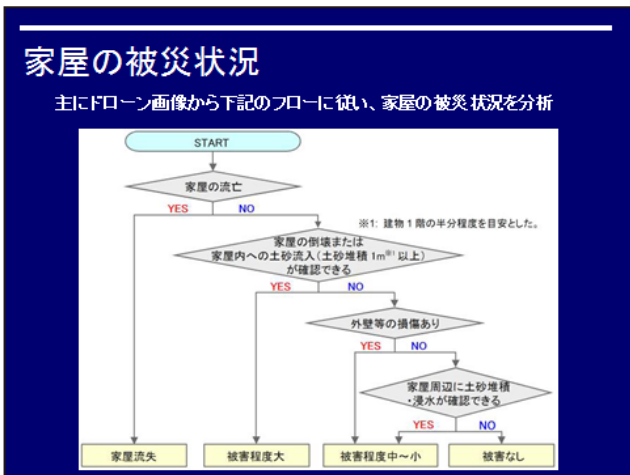 家屋の被災状況
主にドローン画像から下記のフローに従い、家屋の被災状況を分析
START
家屋の流亡
YES NO
※1: 建物1階の半分程度を目安とした。
家屋の倒壊または
家屋内への土砂流入(土砂堆積1m※1以上)
が確認できる
YES NO
外壁等の損傷あり
YES NO
家屋周辺に土砂堆積
・浸水が確認できる
YES NO
家屋流失 被害程度大 被害程度中~小 被害なし